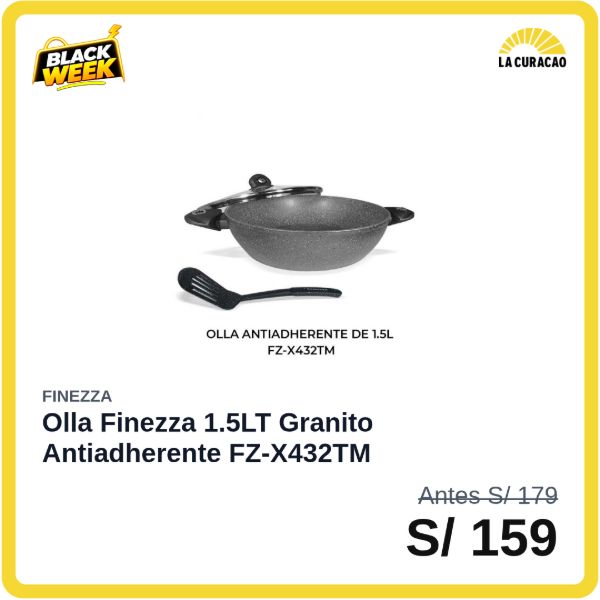 BLACK
WEEK
LA CURACAO
OLLA ANTIADHERENTE DE 1.5L
FZ-X432TM
FINEZZA
Olla Finezza 1.5LT Granito
Antiadherente FZ-X432TM
Antes S/ 179
S/ 159